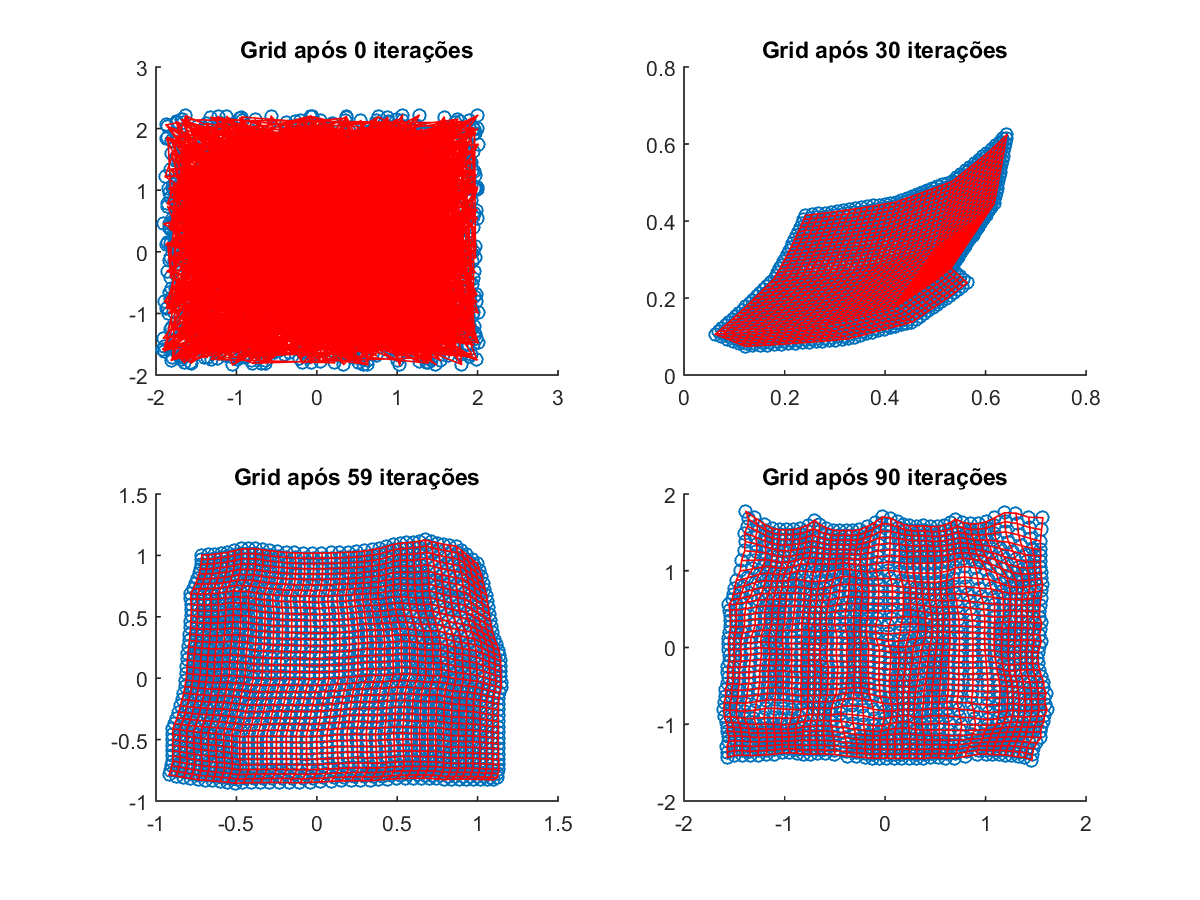 Grid após 0 iterações
3
2
1
0
-1
-2
-2 -1 0 1 2 3
Grid após 30 iterações
0.8
0.6
0.4
0.2
0
0 0.2 0.4 0.6 0.8
Grid após 59 iterações
1.5
1
0.5
0
-0.5
-1
-1 -0.5 0 0.5 1 1.5
Grid após 90 iterações
2
1
0
-1
-2
-2 -1 0 1 2